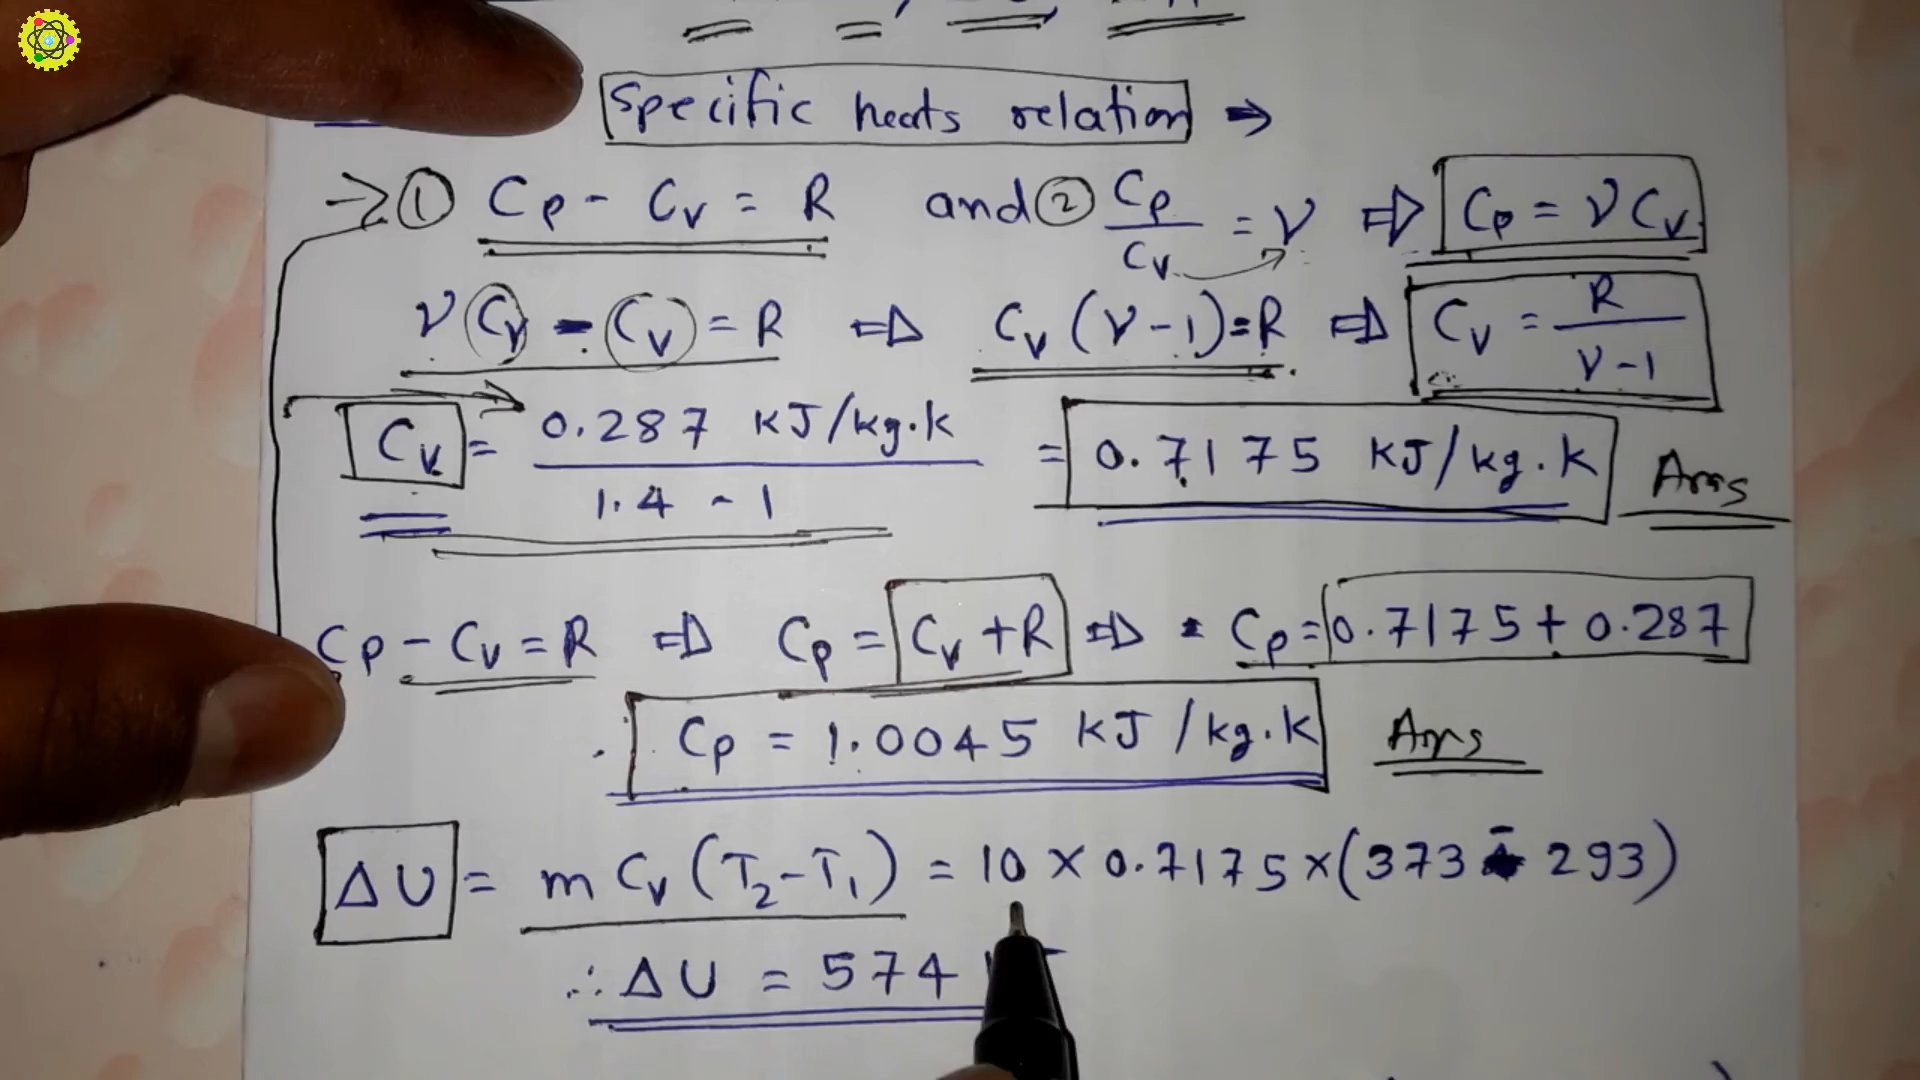 Specific heats relation →
→ ① Cp - Cv = R and ② Cp/Cv = γ ⇒ Cp = γ Cv
γ Cv - Cv = R ⇒ Cv (γ - 1) = R ⇒ Cv = R/γ-1
Cv = 0.287 KJ/kg.k / 1.4 - 1 = 0.7175 KJ/kg.k Ans
Cp - Cv = R ⇒ Cp = Cv + R ⇒ Cp = 0.7175 + 0.287
Cp = 1.0045 KJ/kg.k Ans
ΔU = m Cv (T2 - T1) = 10 × 0.7175 × (373 - 293)
∴ ΔU = 574